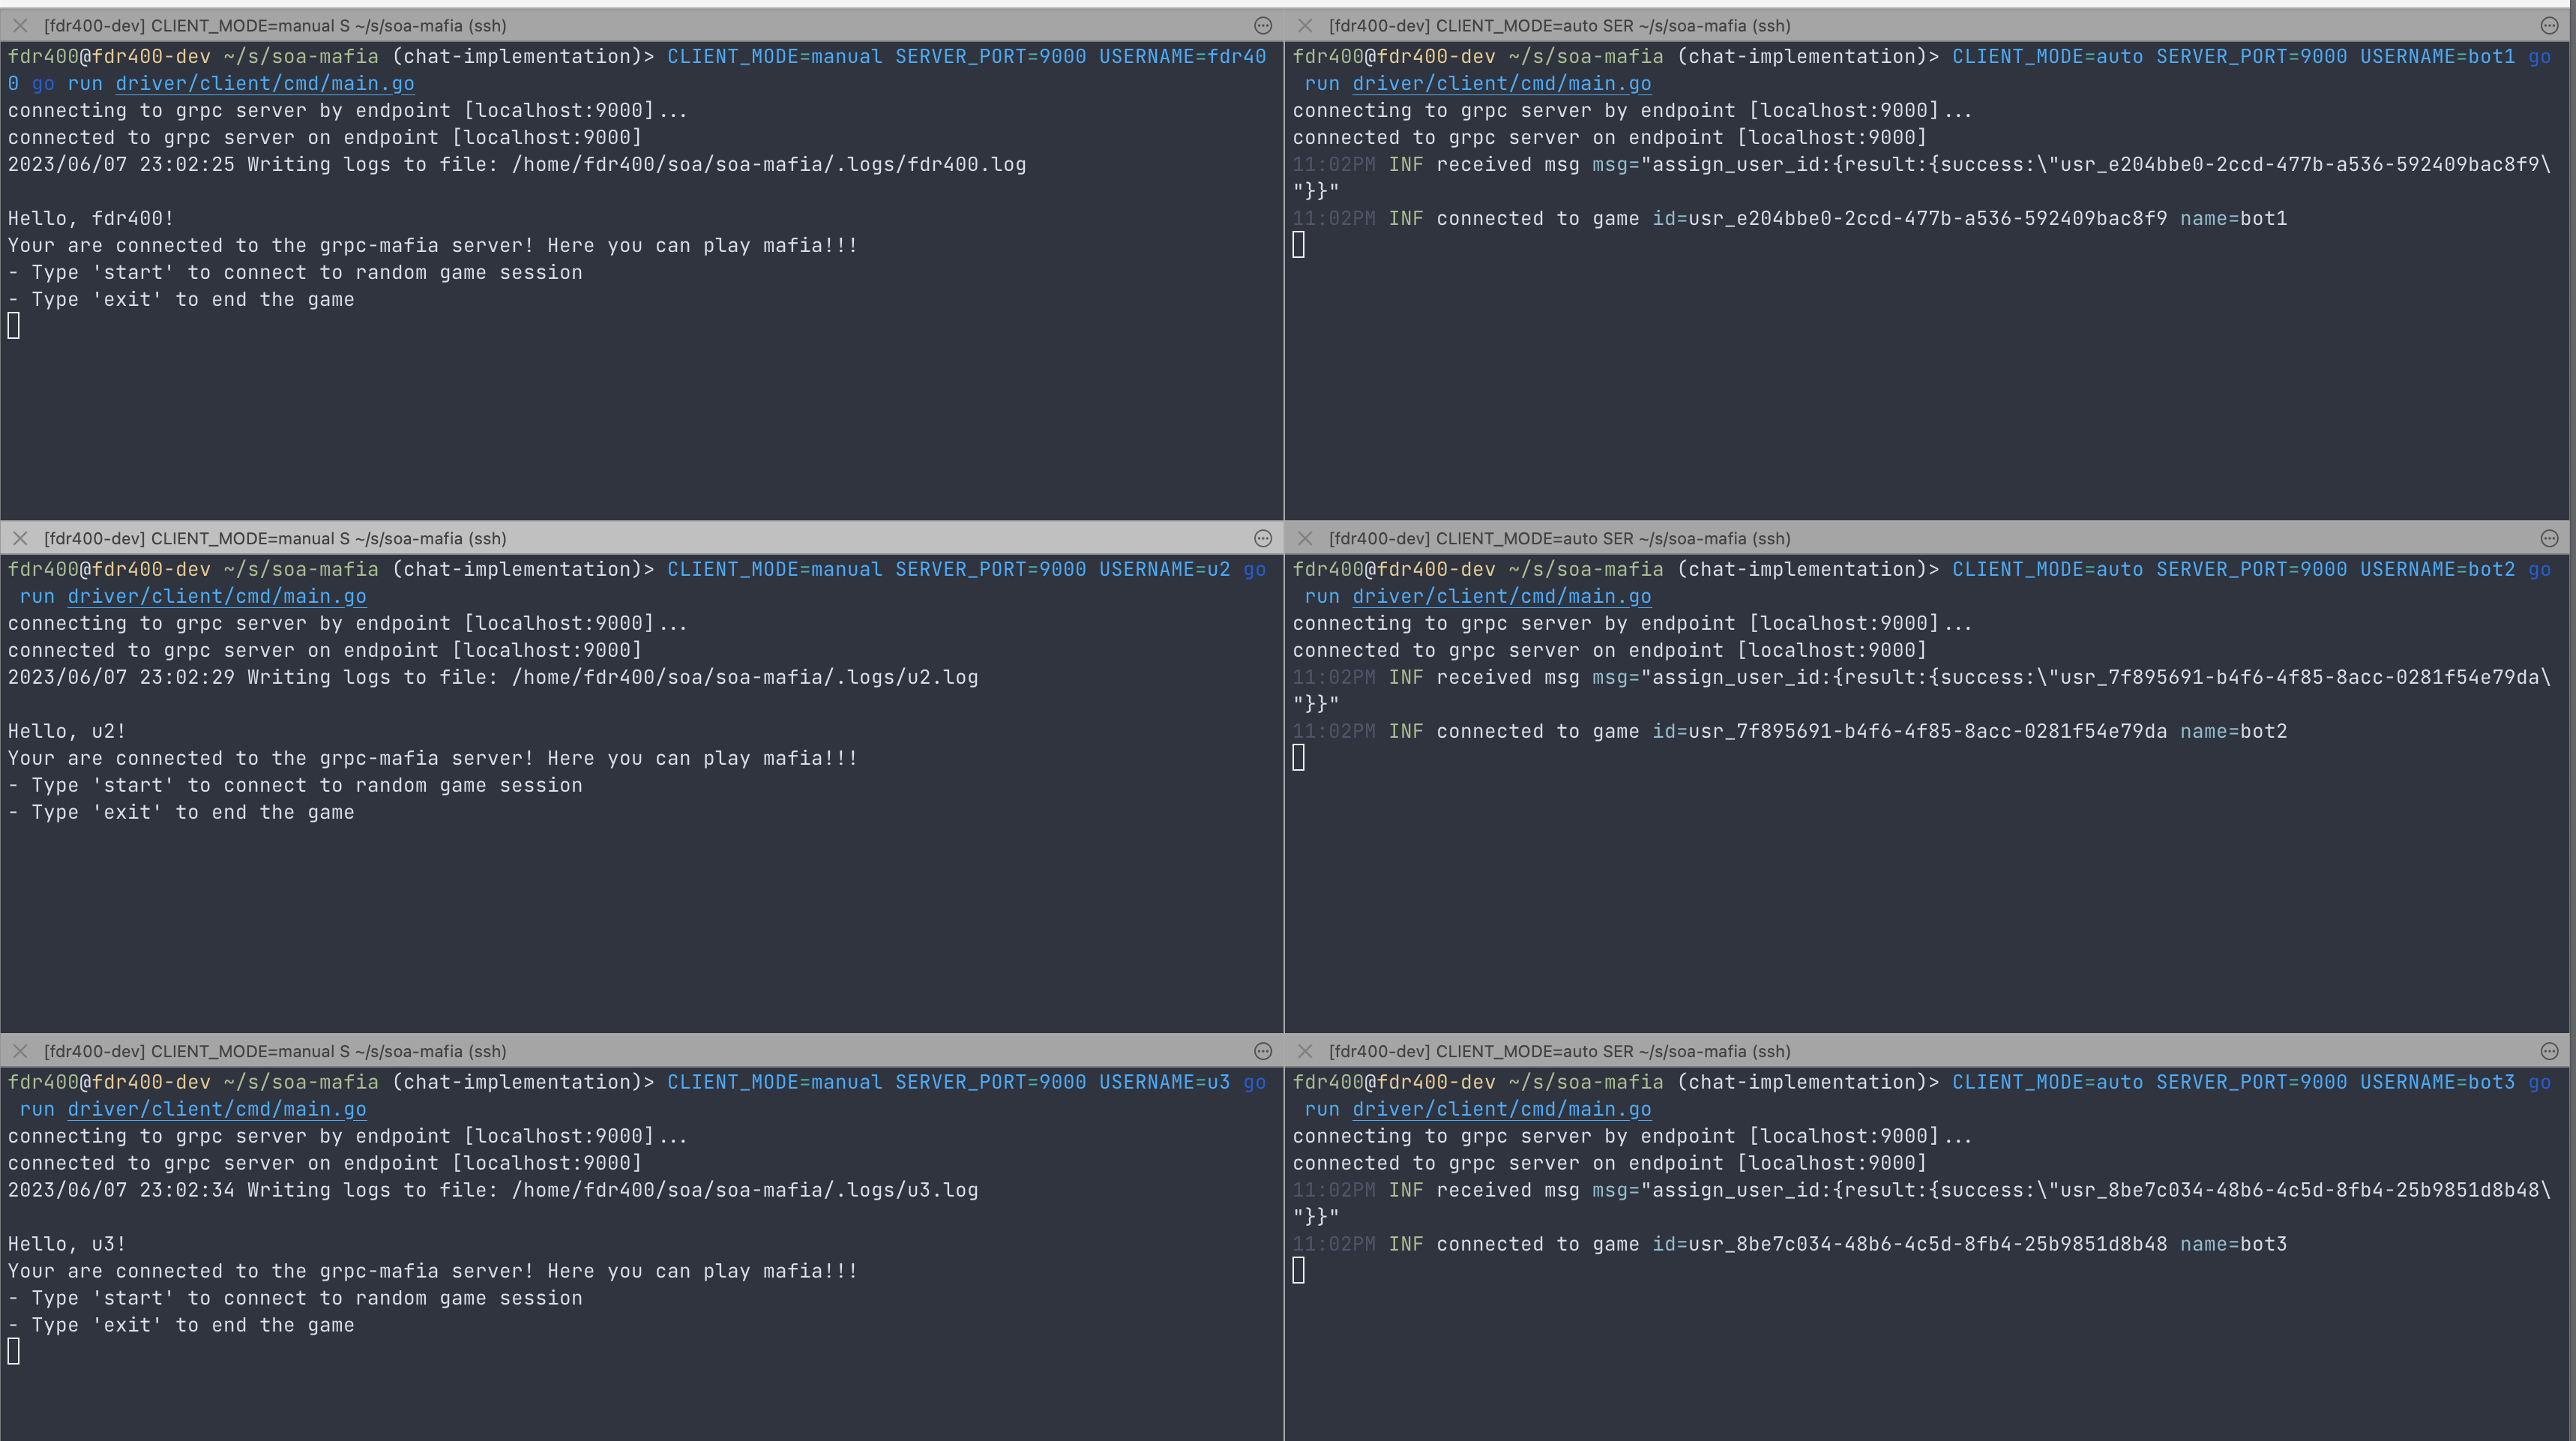 [fdr400-dev] CLIENT_MODE=manual S ~/s/soa-mafia (ssh)
fdr400@fdr400-dev ~/s/soa-mafia (chat-implementation)> CLIENT_MODE=manual SERVER_PORT=9000 USERNAME=fdr40
0 go run driver/client/cmd/main.go
connecting to grpc server by endpoint [localhost:9000]...
connected to grpc server on endpoint [localhost:9000]
2023/06/07 23:02:25 Writing logs to file: /home/fdr400/soa/soa-mafia/.logs/fdr400.log
Hello, fdr400!
Your are connected to the grpc-mafia server! Here you can play mafia!!!
- Type 'start' to connect to random game session
- Type 'exit' to end the game
[fdr400-dev] CLIENT_MODE=auto SER ~/s/soa-mafia (ssh)
fdr400@fdr400-dev ~/s/soa-mafia (chat-implementation)> CLIENT_MODE=auto SERVER_PORT=9000 USERNAME=bot1 go
run driver/client/cmd/main.go
connecting to grpc server by endpoint [localhost:9000]...
connected to grpc server on endpoint [localhost:9000]
11:02PM INF received msg msg="assign_user_id:{result:{success:\"usr_e204bbe0-2ccd-477b-a536-592409bac8f9\
"}}"
11:02PM INF connected to game id=usr_e204bbe0-2ccd-477b-a536-592409bac8f9 name=bot1
[fdr400-dev] CLIENT_MODE=manual S ~/s/soa-mafia (ssh)
fdr400@fdr400-dev ~/s/soa-mafia (chat-implementation)> CLIENT_MODE=manual SERVER_PORT=9000 USERNAME=u2 go
run driver/client/cmd/main.go
connecting to grpc server by endpoint [localhost:9000]...
connected to grpc server on endpoint [localhost:9000]
2023/06/07 23:02:29 Writing logs to file: /home/fdr400/soa/soa-mafia/.logs/u2.log
Hello, u2!
Your are connected to the grpc-mafia server! Here you can play mafia!!!
- Type 'start' to connect to random game session
- Type 'exit' to end the game
[fdr400-dev] CLIENT_MODE=auto SER ~/s/soa-mafia (ssh)
fdr400@fdr400-dev ~/s/soa-mafia (chat-implementation)> CLIENT_MODE=auto SERVER_PORT=9000 USERNAME=bot2 go
run driver/client/cmd/main.go
connecting to grpc server by endpoint [localhost:9000]...
connected to grpc server on endpoint [localhost:9000]
11:02PM INF received msg msg="assign_user_id:{result:{success:\"usr_7f895691-b4f6-4f85-8acc-0281f54e79da\
"}}"
11:02PM INF connected to game id=usr_7f895691-b4f6-4f85-8acc-0281f54e79da name=bot2
[fdr400-dev] CLIENT_MODE=manual S ~/s/soa-mafia (ssh)
fdr400@fdr400-dev ~/s/soa-mafia (chat-implementation)> CLIENT_MODE=manual SERVER_PORT=9000 USERNAME=u3 go
run driver/client/cmd/main.go
connecting to grpc server by endpoint [localhost:9000]...
connected to grpc server on endpoint [localhost:9000]
2023/06/07 23:02:34 Writing logs to file: /home/fdr400/soa/soa-mafia/.logs/u3.log
Hello, u3!
Your are connected to the grpc-mafia server! Here you can play mafia!!!
- Type 'start' to connect to random game session
- Type 'exit' to end the game
[fdr400-dev] CLIENT_MODE=auto SER ~/s/soa-mafia (ssh)
fdr400@fdr400-dev ~/s/soa-mafia (chat-implementation)> CLIENT_MODE=auto SERVER_PORT=9000 USERNAME=bot3 go
run driver/client/cmd/main.go
connecting to grpc server by endpoint [localhost:9000]...
connected to grpc server on endpoint [localhost:9000]
11:02PM INF received msg msg="assign_user_id:{result:{success:\"usr_8be7c034-48b6-4c5d-8fb4-25b9851d8b48\
"}}"
11:02PM INF connected to game id=usr_8be7c034-48b6-4c5d-8fb4-25b9851d8b48 name=bot3